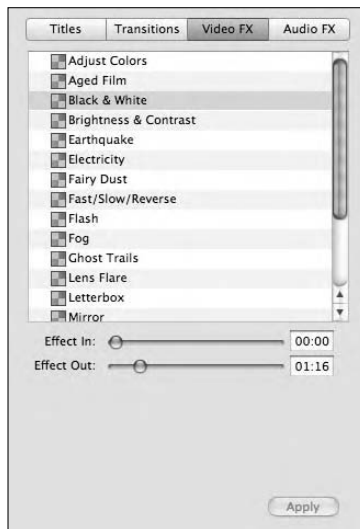 Titles Transitions Video FX Audio FX
Adjust Colors
Aged Film
Black & White
Brightness & Contrast
Earthquake
Electricity
Fairy Dust
Fast/Slow/Reverse
Flash
Fog
Ghost Trails
Lens Flare
Letterbox
Mirror
Effect In: 00:00
Effect Out: 01:16
Apply